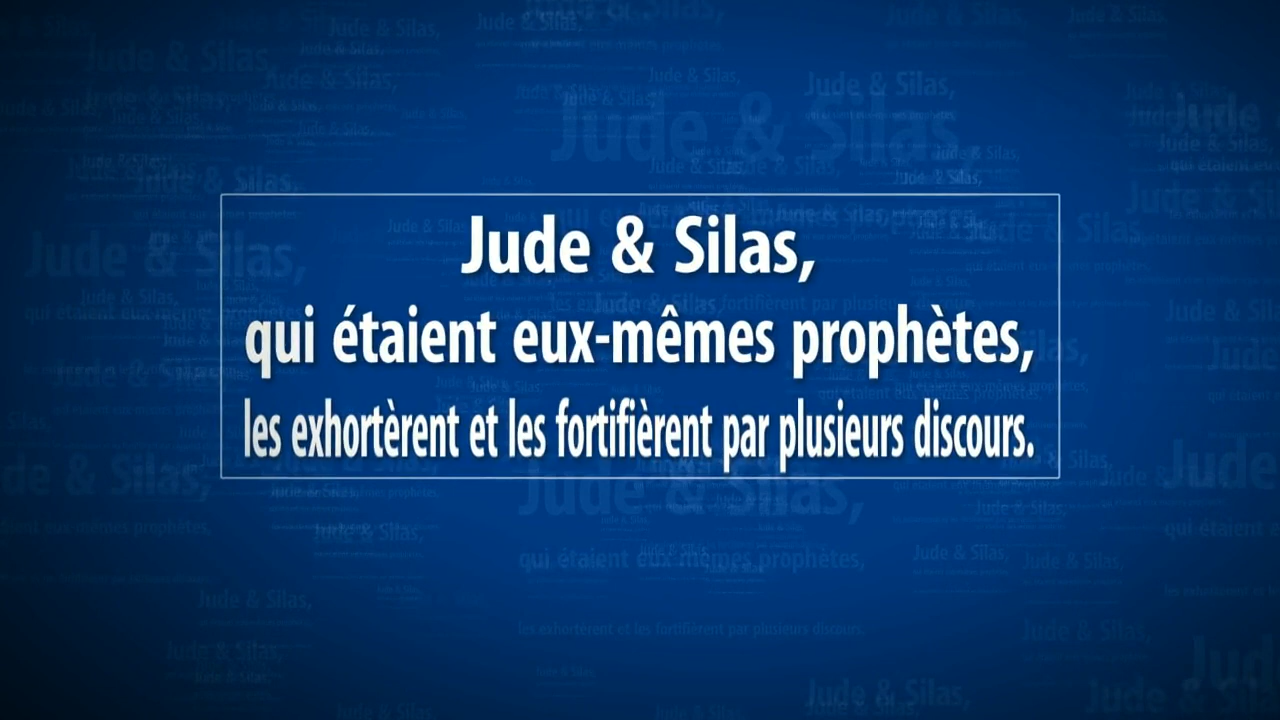 Jude & Silas,
qui étaient eux-mêmes prophètes,
les exhortèrent et les fortifièrent par plusieurs discours.